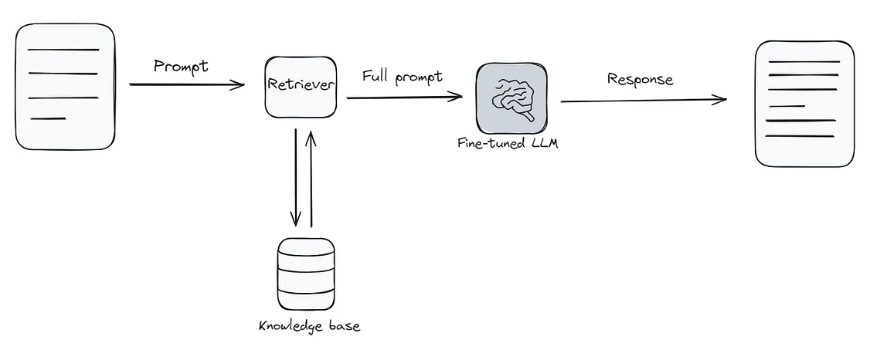 Prompt
Retriever
Full prompt
Fine-tuned LLM
Response
Knowledge base